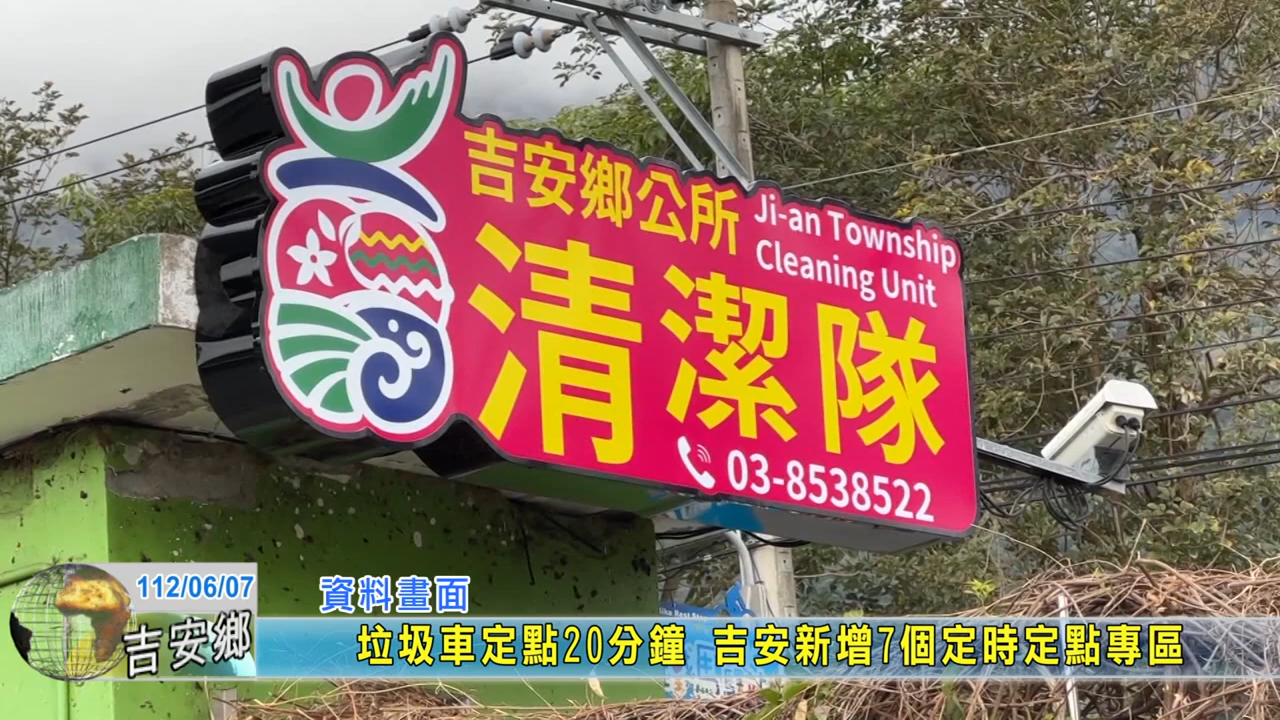 吉安鄉公所
Ji-an Township
Cleaning Unit
清潔隊
03-8538522
112/06/07
吉安鄉
資料畫面
垃圾車定點20分鐘 吉安新增7個定時定點專區